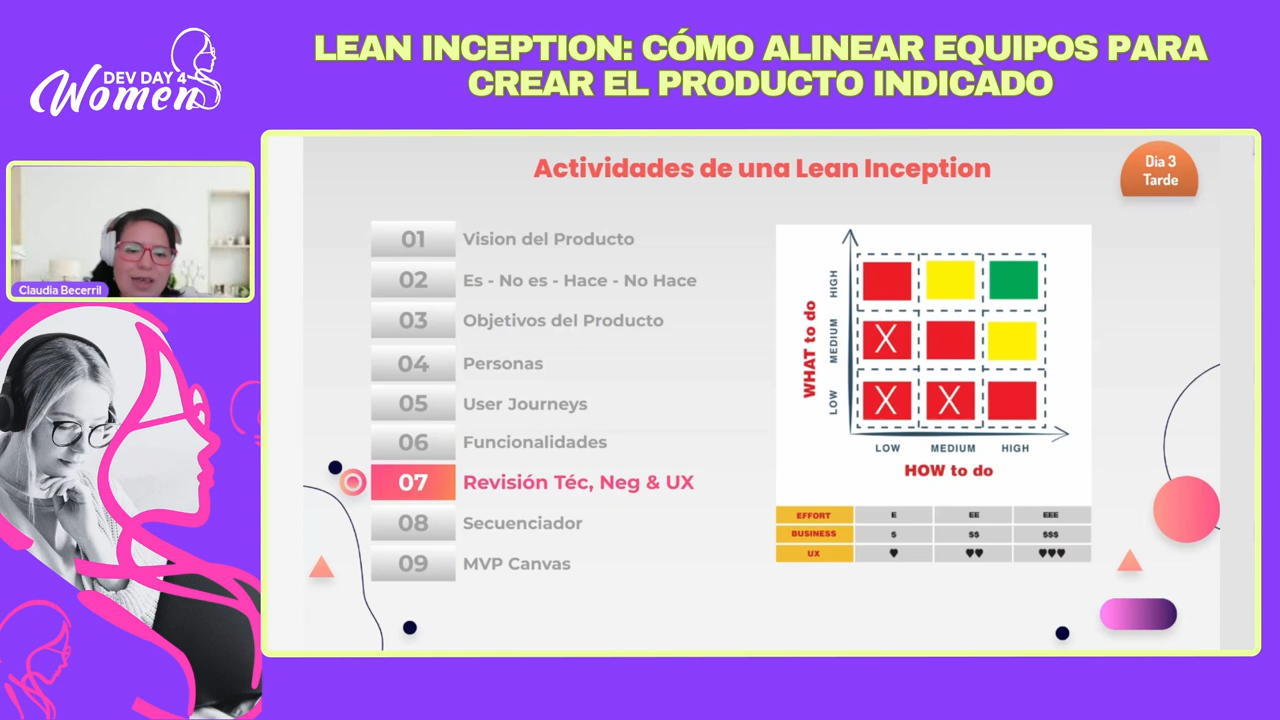 DEV DAY 4
Women
LEAN INCEPTION: CÓMO ALINEAR EQUIPOS PARA
CREAR EL PRODUCTO INDICADO
Claudia Becerril
Actividades de una Lean Inception
Dia 3
Tarde
01 Vision del Producto
02 Es - No es - Hace - No Hace
03 Objetivos del Producto
04 Personas
05 User Journeys
06 Funcionalidades
07 Revisión Téc, Neg & UX
08 Secuenciador
09 MVP Canvas
WHAT to do
HIGH
MEDIUM
LOW
X
X X
LOW MEDIUM HIGH
HOW to do
EFFORT E EE EEE
BUSINESS $ $$ $$$
UX ♥ ♥♥ ♥♥♥